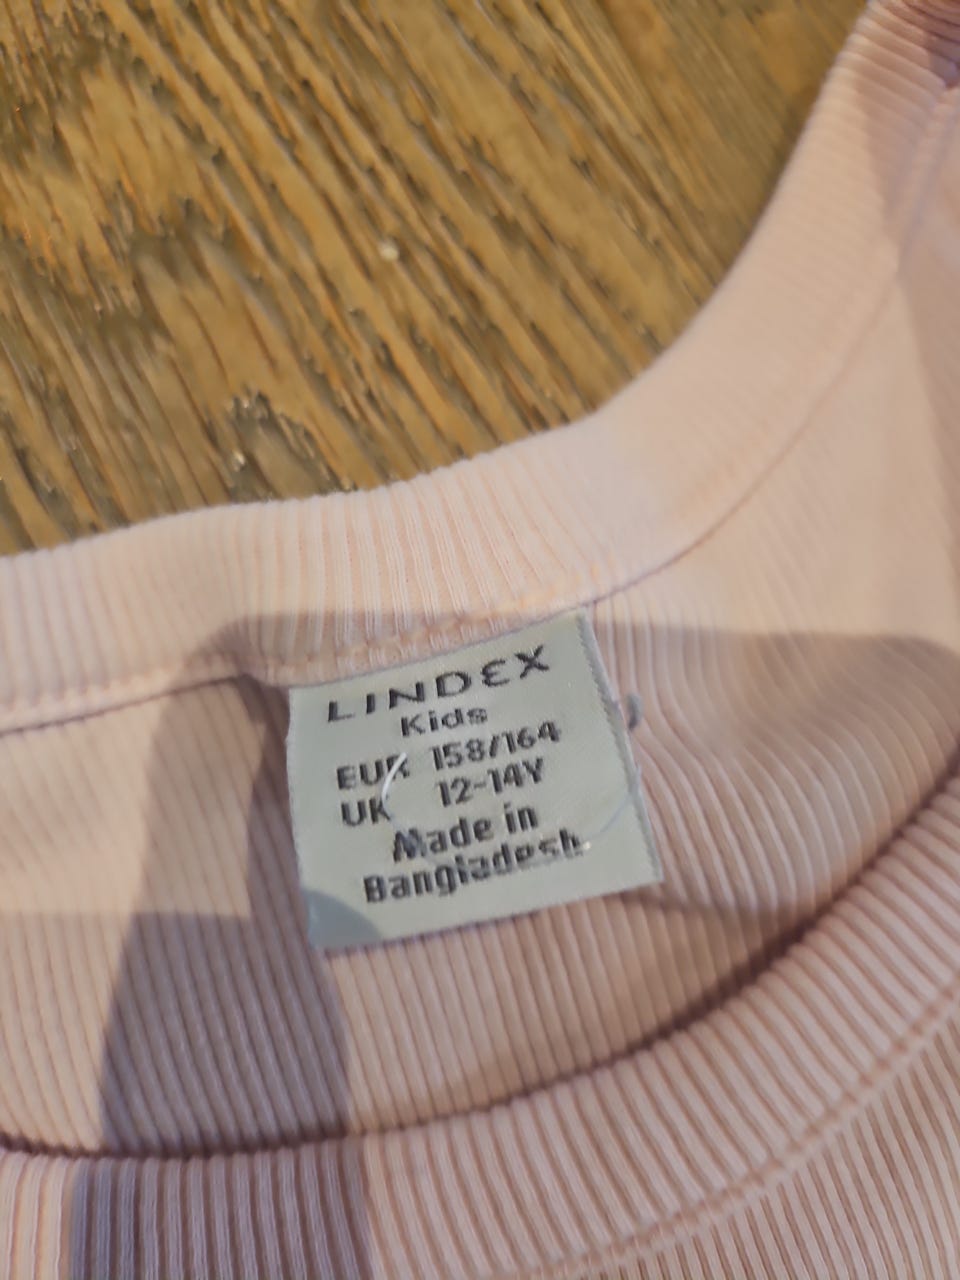 LINDEX
Kids
EUR 158/164
UK 12-14Y
Made in
Bangladesh